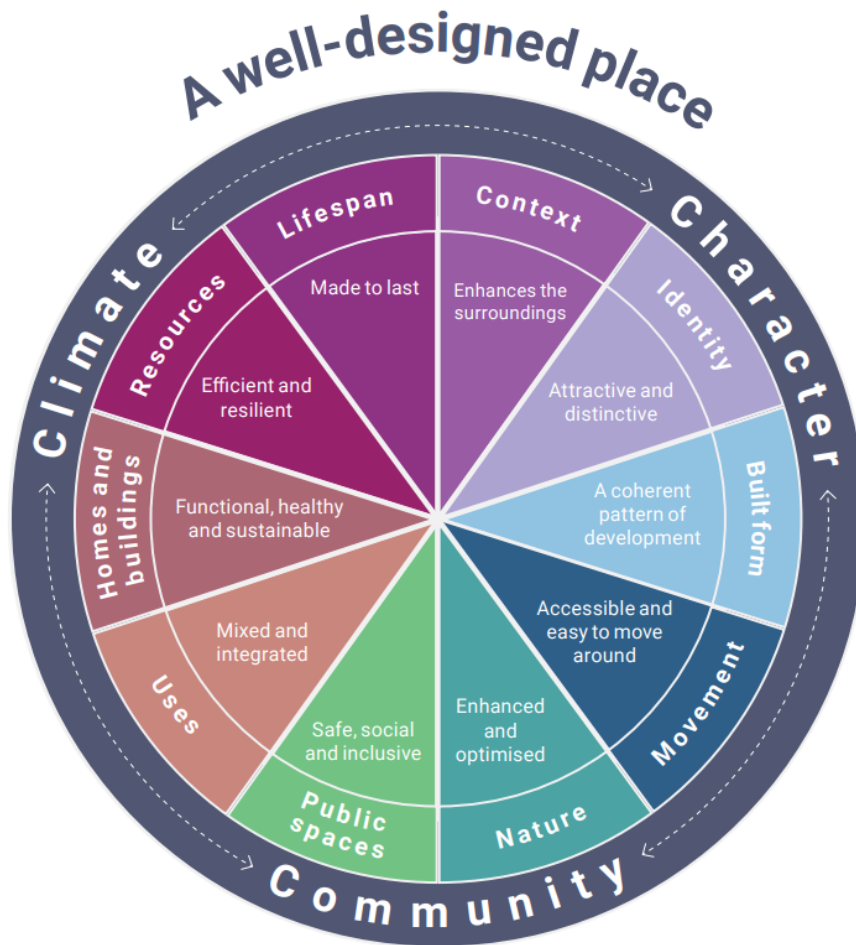 A well-designed place
Climate
Character
Community
Context
Enhances the
surroundings
Identity
Attractive and
distinctive
Built form
A coherent
pattern of
development
Movement
Accessible and
easy to move
around
Nature
Enhanced
and
optimised
Public
spaces
Safe, social
and inclusive
Uses
Mixed and
integrated
Homes and
buildings
Functional, healthy
and sustainable
Resources
Efficient and
resilient
Lifespan
Made to last